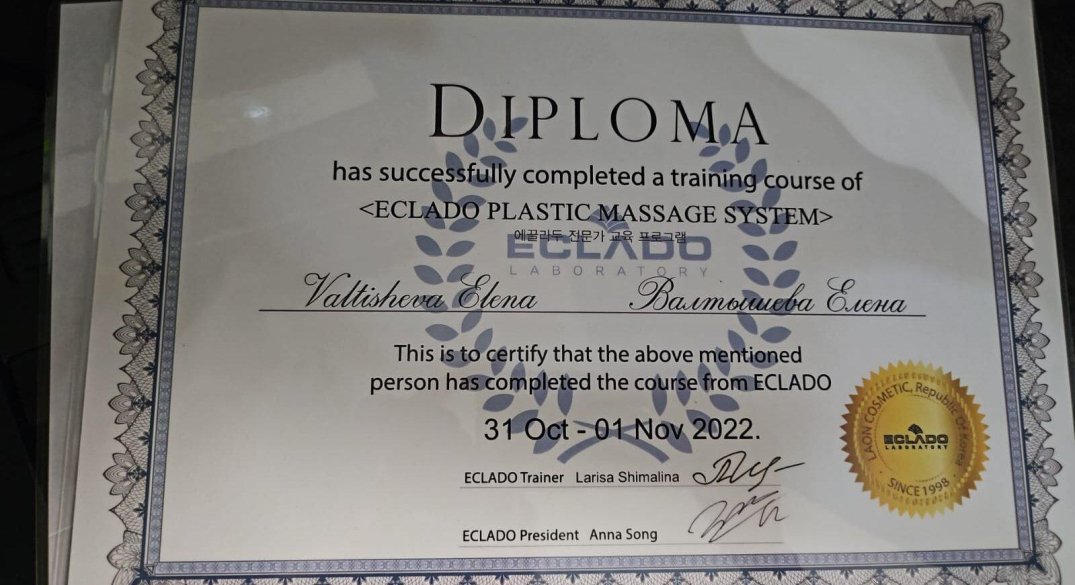 DIPLOMA
has successfully completed a training course of
<ECLADO PLASTIC MASSAGE SYSTEM>
에끌라두 전문가 교육 프로그램
ECLADO
LABORATORY
Valtisheva Elena Валтышева Елена
This is to certify that the above mentioned
person has completed the course from ECLADO
31 Oct - 01 Nov 2022.
LAON COSMETIC, Republic Of Korea
ECLADO
LABORATORY
SINCE 1998
ECLADO Trainer Larisa Shimalina
ECLADO President Anna Song